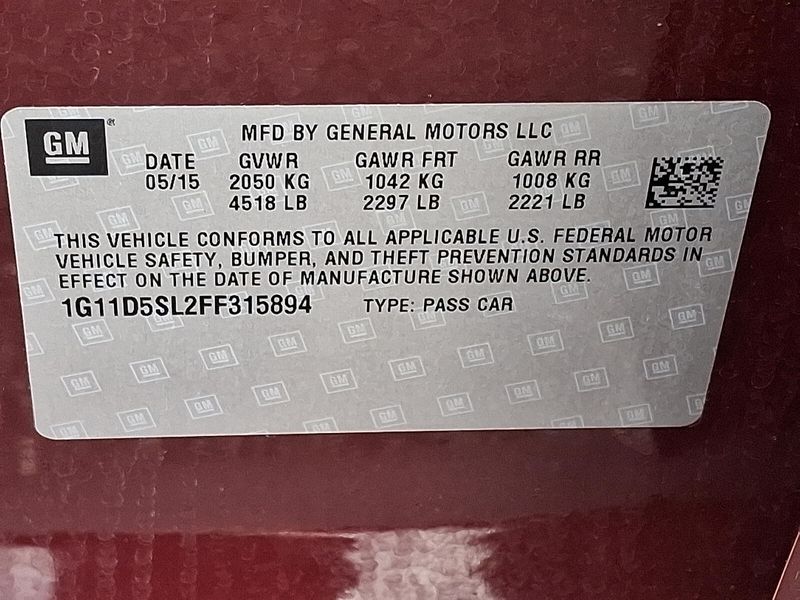 GM
MFD BY GENERAL MOTORS LLC
DATE GVWR GAWR FRT GAWR RR
05/15 2050 KG 1042 KG 1008 KG
4518 LB 2297 LB 2221 LB
THIS VEHICLE CONFORMS TO ALL APPLICABLE U.S. FEDERAL MOTOR
VEHICLE SAFETY, BUMPER, AND THEFT PREVENTION STANDARDS IN
EFFECT ON THE DATE OF MANUFACTURE SHOWN ABOVE.
1G11D5SL2FF315894 TYPE: PASS CAR